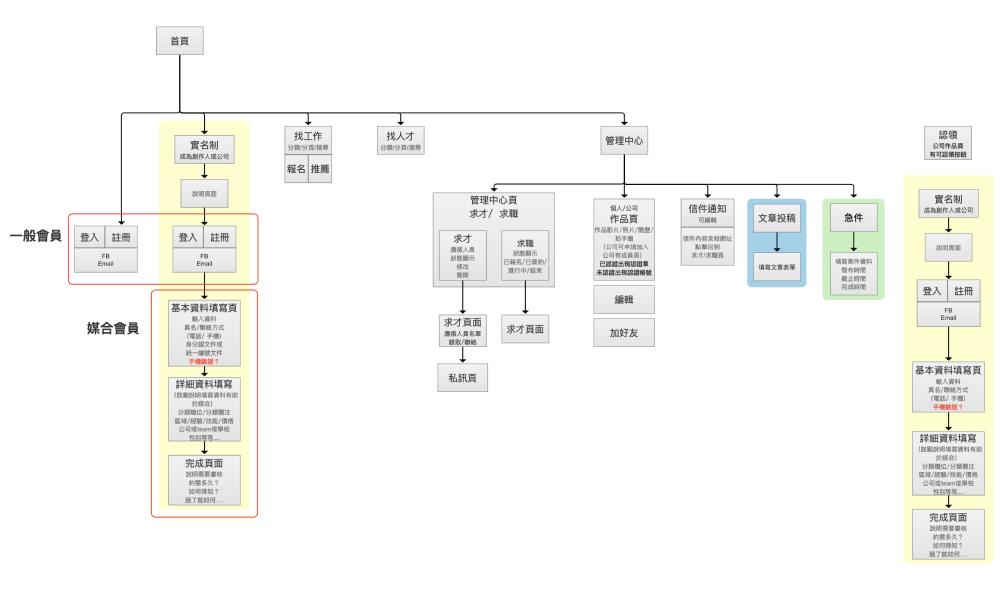 首頁
一般會員
登入
註冊
FB
Email
實名制
成為創作人或公司
說明頁面
登入
註冊
FB
Email
媒合會員
基本資料填寫頁
輸入資料
真名/聯絡方式
(電話/ 手機)
身分證文件或
統一編號文件
手機驗證？
詳細資料填寫
(鼓勵說明填寫資料有助
於媒合)
分類職位/分類關注
區域/經驗/技能/價格
公司或team或學校
性別等等....
完成頁面
說明需要審核
約需多久？
如何得知？
過了能如何....
找工作
分類/分頁/搜尋
報名
推薦
找人才
分類/分頁/搜尋
管理中心
管理中心頁
求才/ 求職
求才
應徵人員
狀態顯示
修改
刪除
求職
狀態顯示
已報名/已簽約/
進行中/結束
求才頁面
應徵人員名單
錄取/聯絡
求才頁面
私訊頁
個人/公司
作品頁
作品影片/照片/簡歷/
拍手機
(公司可申請加入
公司有成員頁)
已認證出現認證章
未認證出現認帳號
編輯
加好友
信件通知
可編輯
信件內容含短網址
點擊回到
求才/求職頁
文章投稿
填寫文章表單
急件
填寫案件資料
發布時間
截止時間
完成時間
認領
公司作品頁
有可認領按鈕
實名制
成為創作人或公司
說明頁面
登入
註冊
FB
Email
基本資料填寫頁
輸入資料
真名/聯絡方式
(電話/ 手機)
手機驗證？
詳細資料填寫
(鼓勵說明填寫資料有助
於媒合)
分類職位/分類關注
區域/經驗/技能/價格
公司或team或學校
性別等等....
完成頁面
說明需要審核
約需多久？
如何得知？
過了能如何....